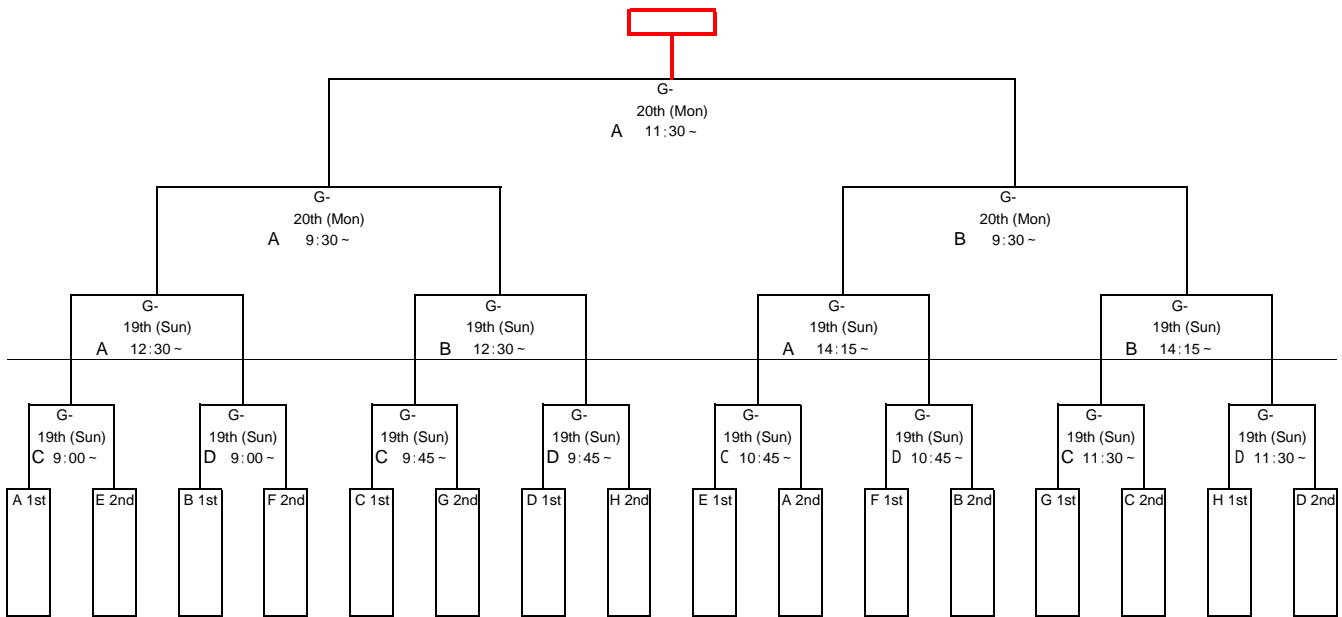 G-
20th (Mon)
A 11:30 ~
G- G-
20th (Mon) 20th (Mon)
A 9:30 ~ B 9:30 ~
G- G- G- G-
19th (Sun) 19th (Sun) 19th (Sun) 19th (Sun)
A 12:30 ~ B 12:30 ~ A 14:15 ~ B 14:15 ~
G- G- G- G- G- G- G- G-
19th (Sun) 19th (Sun) 19th (Sun) 19th (Sun) 19th (Sun) 19th (Sun) 19th (Sun) 19th (Sun)
C 9:00 ~ D 9:00 ~ C 9:45 ~ D 9:45 ~ C 10:45 ~ D 10:45 ~ C 11:30 ~ D 11:30 ~
A 1st E 2nd B 1st F 2nd C 1st G 2nd D 1st H 2nd E 1st A 2nd F 1st B 2nd G 1st C 2nd H 1st D 2nd